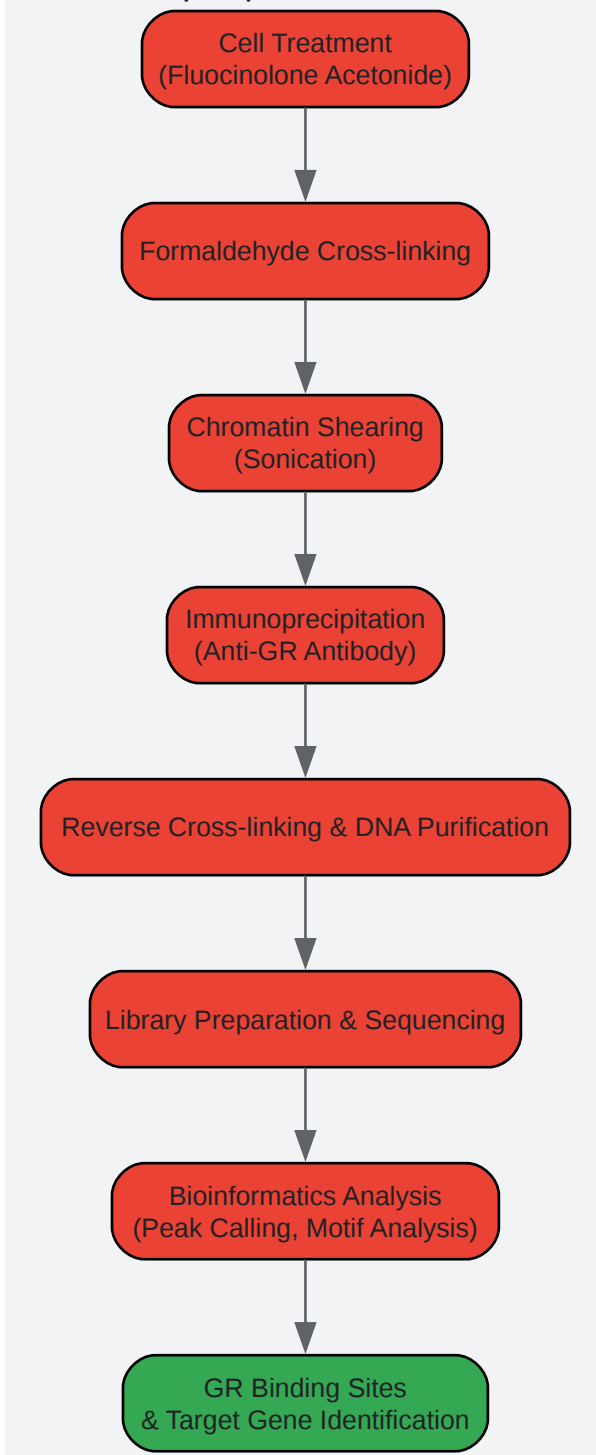 Cell Treatment
(Fluocinolone Acetonide)
Formaldehyde Cross-linking
Chromatin Shearing
(Sonication)
Immunoprecipitation
(Anti-GR Antibody)
Reverse Cross-linking & DNA Purification
Library Preparation & Sequencing
Bioinformatics Analysis
(Peak Calling, Motif Analysis)
GR Binding Sites
& Target Gene Identification